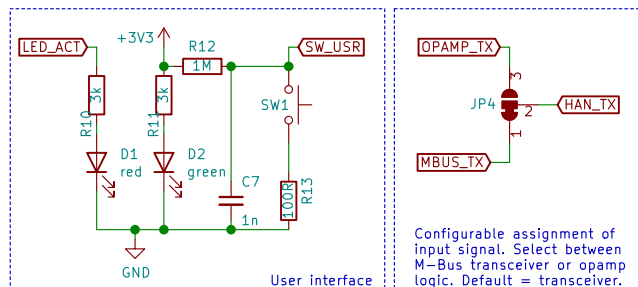 LED_ACT
+3V3
R12
1M
SW_USR
R10
3k
R11
3k
SW1
D1
red
D2
green
C7
1n
100R
R13
GND
User interface
OPAMP_TX
3
JP4
2
HAN_TX
1
MBUS_TX
Configurable assignment of
input signal. Select between
M-Bus transceiver or opamp
logic. Default = transceiver.